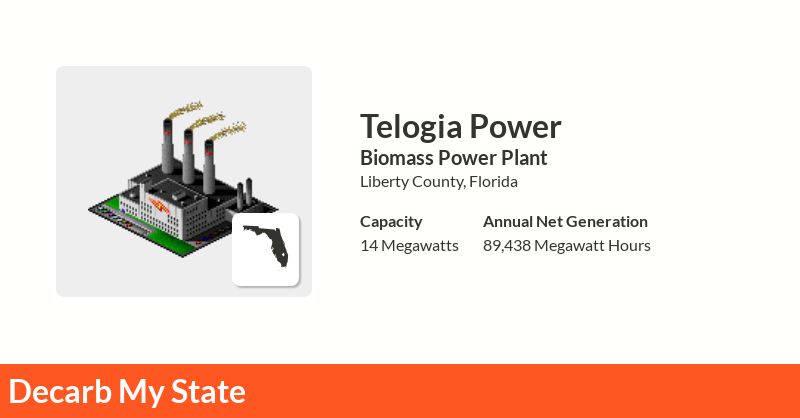 Telogia Power
Biomass Power Plant
Liberty County, Florida
Capacity
14 Megawatts
Annual Net Generation
89,438 Megawatt Hours
Decarb My State